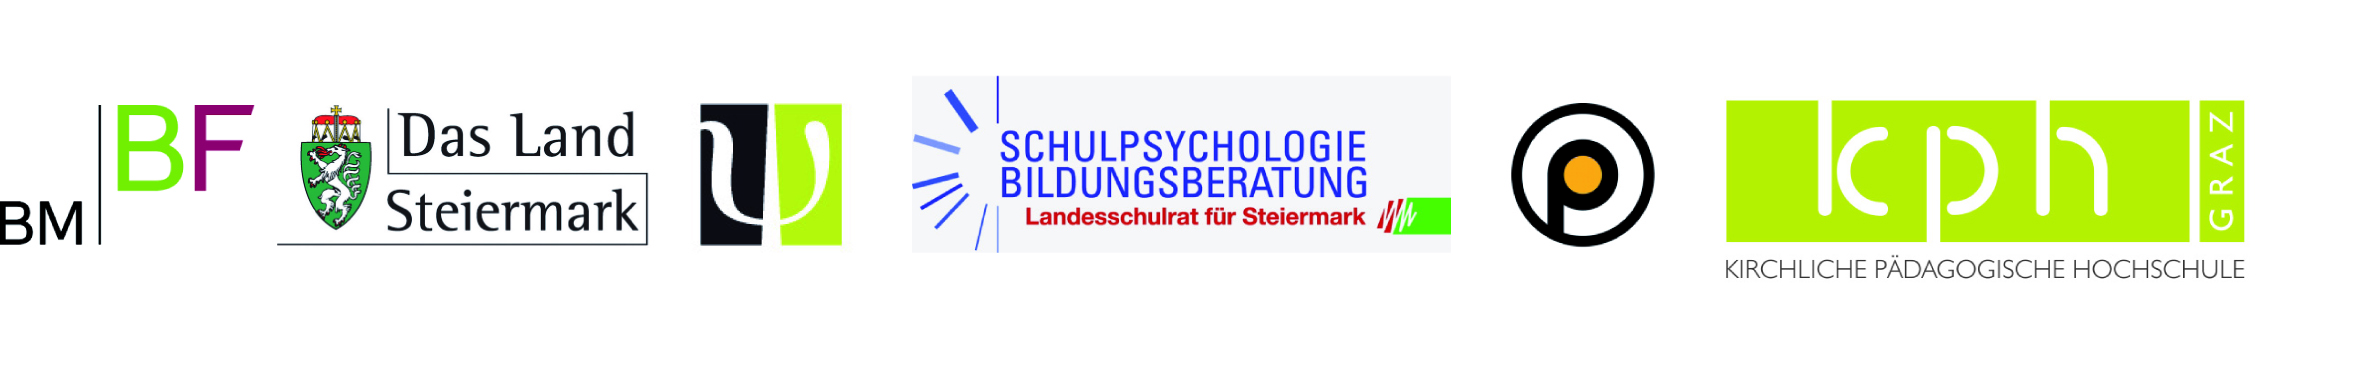 BM
BF
Das Land
Steiermark
SCHULPSYCHOLOGIE
BILDUNGSBERATUNG
Landesschulrat für Steiermark
p
kph
GRAZ
KIRCHLICHE PÄDAGOGISCHE HOCHSCHULE